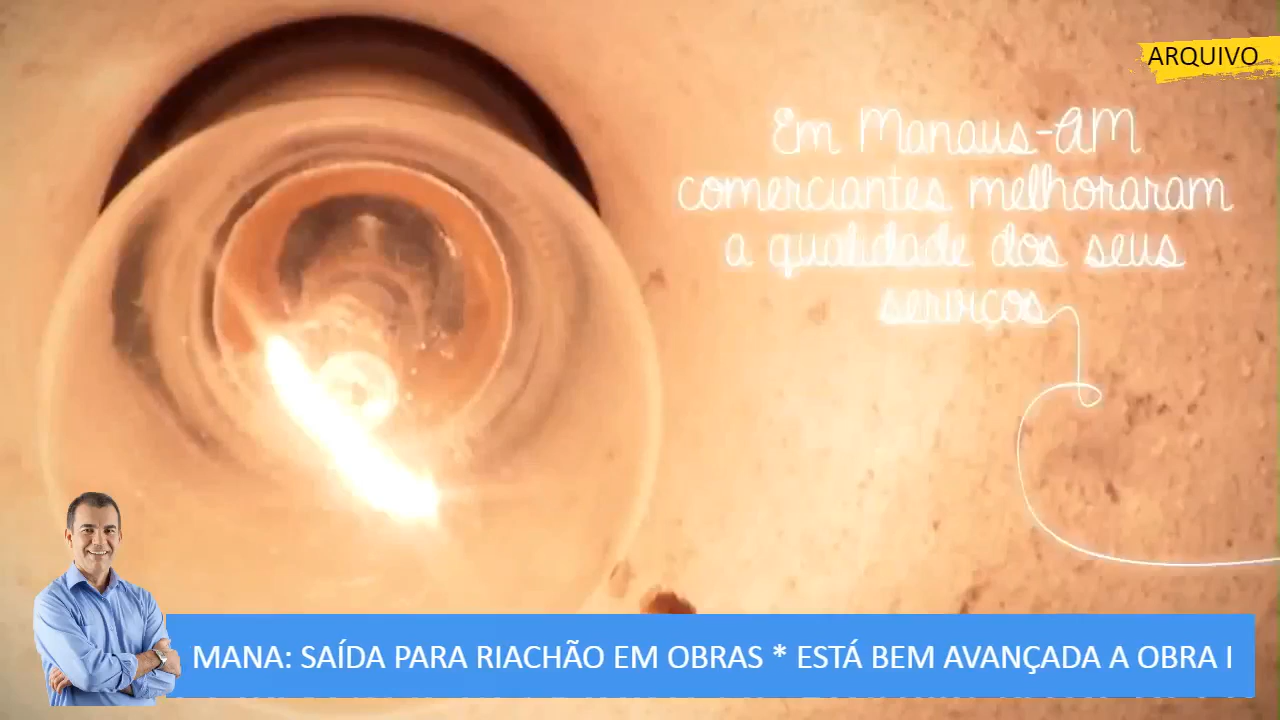 ARQUIVO
Em Manaus-AM
comerciantes melhoraram
a qualidade dos seus
serviços
MANA: SAÍDA PARA RIACHÃO EM OBRAS * ESTÁ BEM AVANÇADA A OBRA